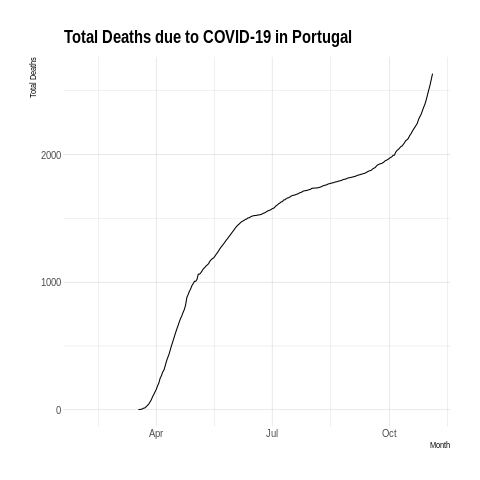 Total Deaths due to COVID-19 in Portugal
Total Deaths
2000
1000
0
Apr Jul Oct
Month